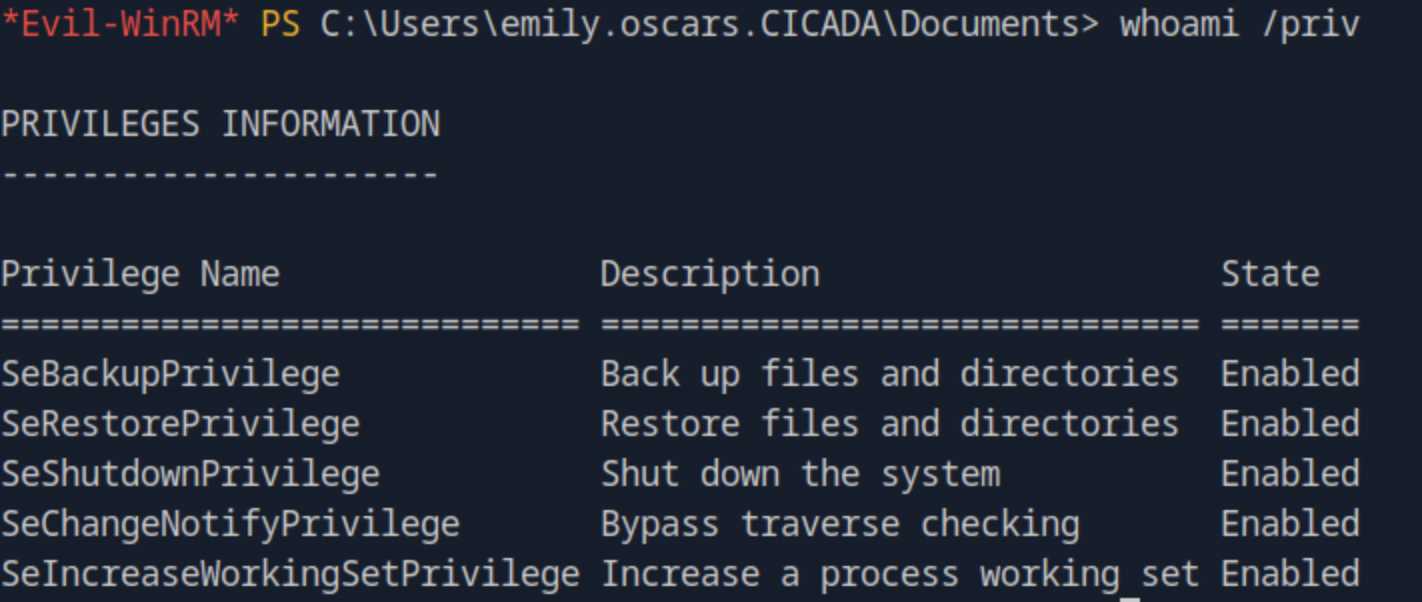 *Evil-WinRM* PS C:\Users\emily.oscars.CICADA\Documents> whoami /priv
PRIVILEGES INFORMATION
----------------------
Privilege Name                Description                    State
============================= ============================== =======
SeBackupPrivilege             Back up files and directories  Enabled
SeRestorePrivilege            Restore files and directories  Enabled
SeShutdownPrivilege           Shut down the system           Enabled
SeChangeNotifyPrivilege       Bypass traverse checking       Enabled
SeIncreaseWorkingSetPrivilege Increase a process working set Enabled